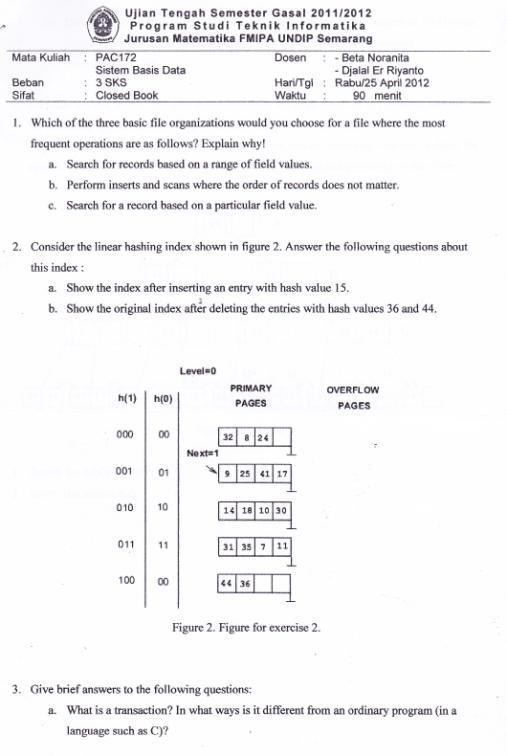 Ujian Tengah Semester Gasal 2011/2012
Program Studi Teknik Informatika
Jurusan Matematika FMIPA UNDIP Semarang
Mata Kuliah : PAC172 Dosen : - Beta Noranita
Sistem Basis Data - Djalal Er Riyanto
Beban : 3 SKS Hari/Tgl : Rabu/25 April 2012
Sifat : Closed Book Waktu : 90 menit
1. Which of the three basic file organizations would you choose for a file where the most
frequent operations are as follows? Explain why!
a. Search for records based on a range of field values.
b. Perform inserts and scans where the order of records does not matter.
c. Search for a record based on a particular field value.
2. Consider the linear hashing index shown in figure 2. Answer the following questions about
this index :
a. Show the index after inserting an entry with hash value 15.
b. Show the original index after deleting the entries with hash values 36 and 44.
Level=0
h(1) h(0) PRIMARY PAGES OVERFLOW PAGES
000 00 32 8 24
Next=1
001 01 9 25 41 17
010 10 14 18 10 30
011 11 31 35 7 11
100 00 44 36
Figure 2. Figure for exercise 2.
3. Give brief answers to the following questions:
a. What is a transaction? In what ways is it different from an ordinary program (in a
language such as C)?